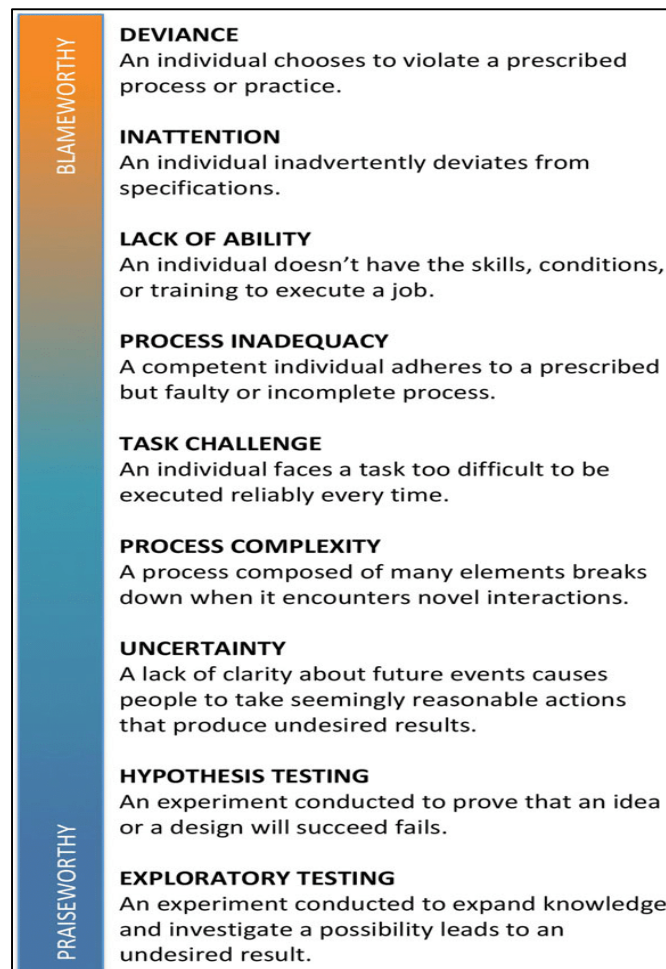 BLAMEWORTHY
DEVIANCE
An individual chooses to violate a prescribed
process or practice.
INATTENTION
An individual inadvertently deviates from
specifications.
LACK OF ABILITY
An individual doesn’t have the skills, conditions,
or training to execute a job.
PROCESS INADEQUACY
A competent individual adheres to a prescribed
but faulty or incomplete process.
TASK CHALLENGE
An individual faces a task too difficult to be
executed reliably every time.
PROCESS COMPLEXITY
A process composed of many elements breaks
down when it encounters novel interactions.
UNCERTAINTY
A lack of clarity about future events causes
people to take seemingly reasonable actions
that produce undesired results.
HYPOTHESIS TESTING
An experiment conducted to prove that an idea
or a design will succeed fails.
PRAISEWORTHY
EXPLORATORY TESTING
An experiment conducted to expand knowledge
and investigate a possibility leads to an
undesired result.